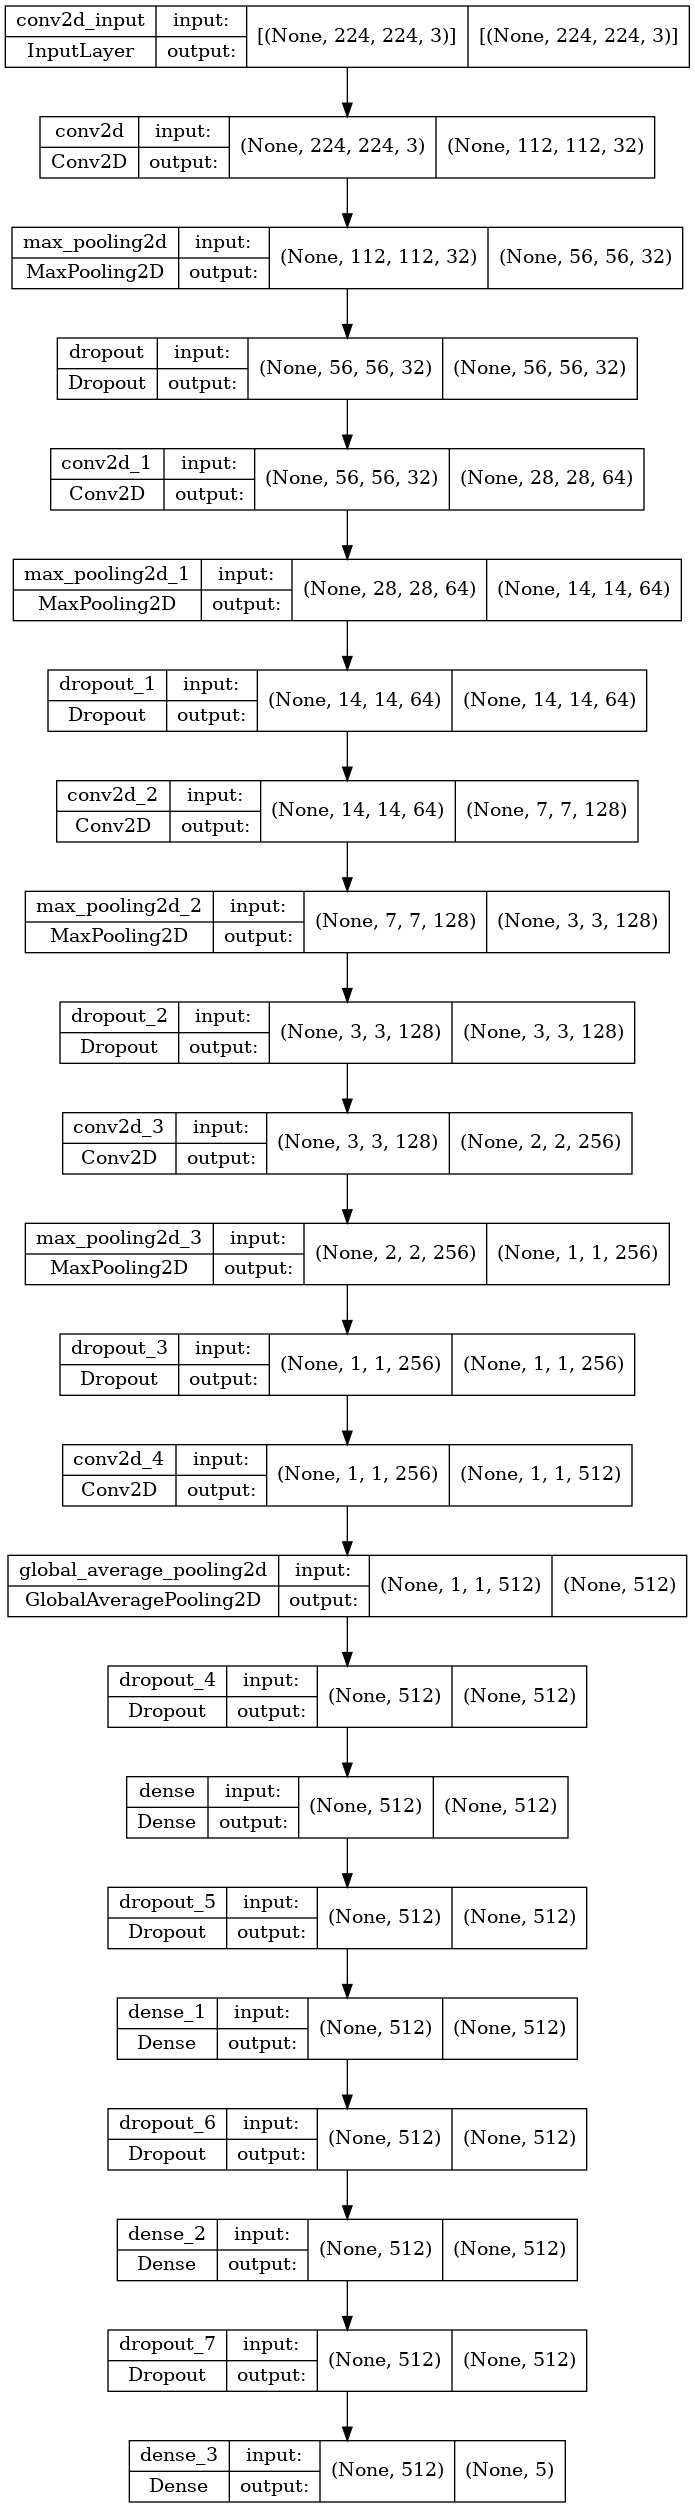 conv2d_input input: [(None, 224, 224, 3)] [(None, 224, 224, 3)]
InputLayer output:
conv2d input: (None, 224, 224, 3) (None, 112, 112, 32)
Conv2D output:
max_pooling2d input: (None, 112, 112, 32) (None, 56, 56, 32)
MaxPooling2D output:
dropout input: (None, 56, 56, 32) (None, 56, 56, 32)
Dropout output:
conv2d_1 input: (None, 56, 56, 32) (None, 28, 28, 64)
Conv2D output:
max_pooling2d_1 input: (None, 28, 28, 64) (None, 14, 14, 64)
MaxPooling2D output:
dropout_1 input: (None, 14, 14, 64) (None, 14, 14, 64)
Dropout output:
conv2d_2 input: (None, 14, 14, 64) (None, 7, 7, 128)
Conv2D output:
max_pooling2d_2 input: (None, 7, 7, 128) (None, 3, 3, 128)
MaxPooling2D output:
dropout_2 input: (None, 3, 3, 128) (None, 3, 3, 128)
Dropout output:
conv2d_3 input: (None, 3, 3, 128) (None, 2, 2, 256)
Conv2D output:
max_pooling2d_3 input: (None, 2, 2, 256) (None, 1, 1, 256)
MaxPooling2D output:
dropout_3 input: (None, 1, 1, 256) (None, 1, 1, 256)
Dropout output:
conv2d_4 input: (None, 1, 1, 256) (None, 1, 1, 512)
Conv2D output:
global_average_pooling2d input: (None, 1, 1, 512) (None, 512)
GlobalAveragePooling2D output:
dropout_4 input: (None, 512) (None, 512)
Dropout output:
dense input: (None, 512) (None, 512)
Dense output:
dropout_5 input: (None, 512) (None, 512)
Dropout output:
dense_1 input: (None, 512) (None, 512)
Dense output:
dropout_6 input: (None, 512) (None, 512)
Dropout output:
dense_2 input: (None, 512) (None, 512)
Dense output:
dropout_7 input: (None, 512) (None, 512)
Dropout output:
dense_3 input: (None, 512) (None, 5)
Dense output: